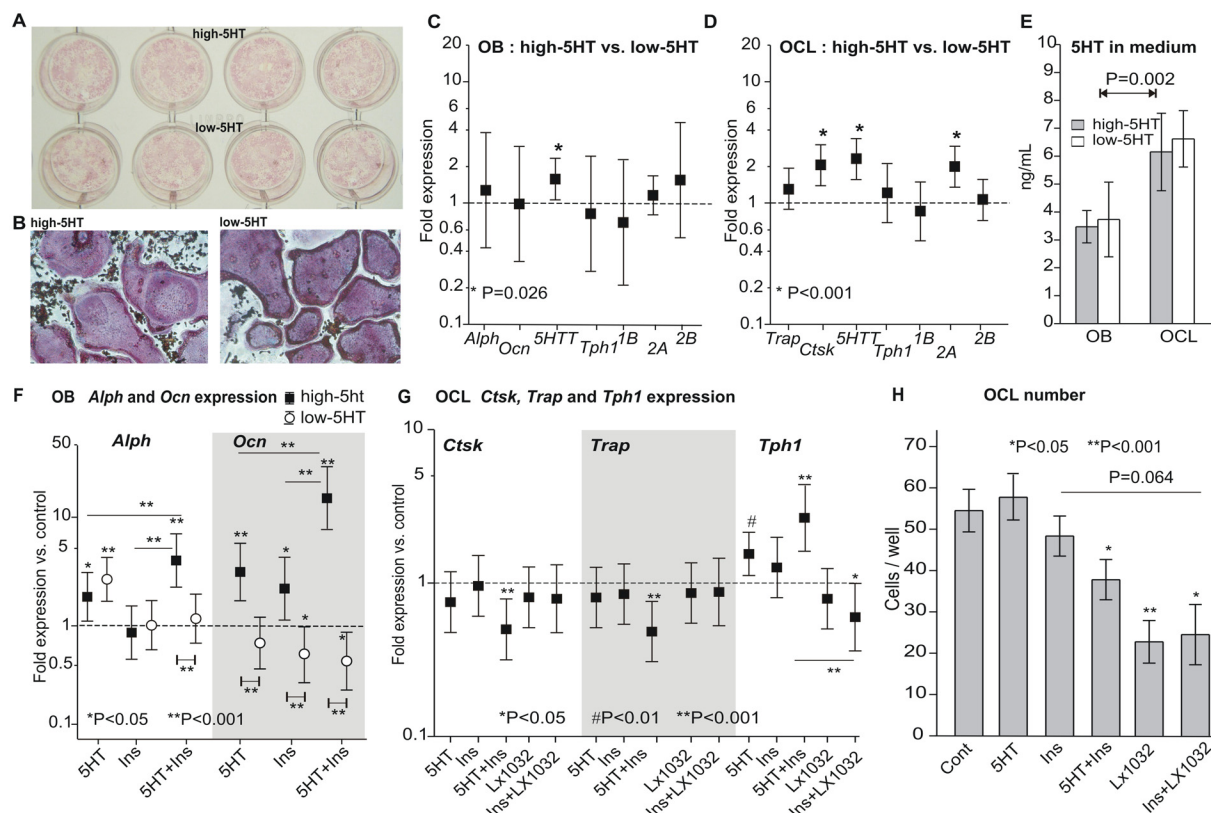 A
high-5HT
low-5HT
B
high-5HT
low-5HT
C
OB : high-5HT vs. low-5HT
Fold expression
20
10
6
4
2
1
0.6
0.4
0.2
0.1
* P=0.026
*
Alph
Ocn
5HTT
Tph1
1B
2A
2B
D
OCL : high-5HT vs. low-5HT
Fold expression
20
10
6
4
2
1
0.6
0.4
0.2
0.1
* * *
* P<0.001
Trap
Ctsk
5HTT
Tph1
1B
2A
2B
E
5HT in medium
P=0.002
high-5HT
low-5HT
ng/mL
10
9
8
7
6
5
4
3
2
1
0
OB
OCL
F OB Alph and Ocn expression
high-5ht
low-5HT
Alph
Ocn
Fold expression vs. control
50
10
5
1
0.5
0.1
**
**
**
* **
**
**
**
**
**
*
*
*
**
**
**
*P<0.05 **P<0.001
5HT
Ins
5HT+Ins
5HT
Ins
5HT+Ins
G OCL Ctsk, Trap and Tph1 expression
Ctsk
Trap
Tph1
Fold expression vs. control
10
5
1
0.1
**
**
#
**
*
**
*P<0.05 #P<0.01 **P<0.001
5HT
Ins
5HT+Ins
Lx1032
Ins+LX1032
5HT
Ins
5HT+Ins
Lx1032
Ins+LX1032
5HT
Ins
5HT+Ins
Lx1032
Ins+LX1032
H
OCL number
*P<0.05 **P<0.001
P=0.064
Cells / well
70
60
50
40
30
20
10
0
*
**
*
Cont
5HT
Ins
5HT+Ins
Lx1032
Ins+LX1032